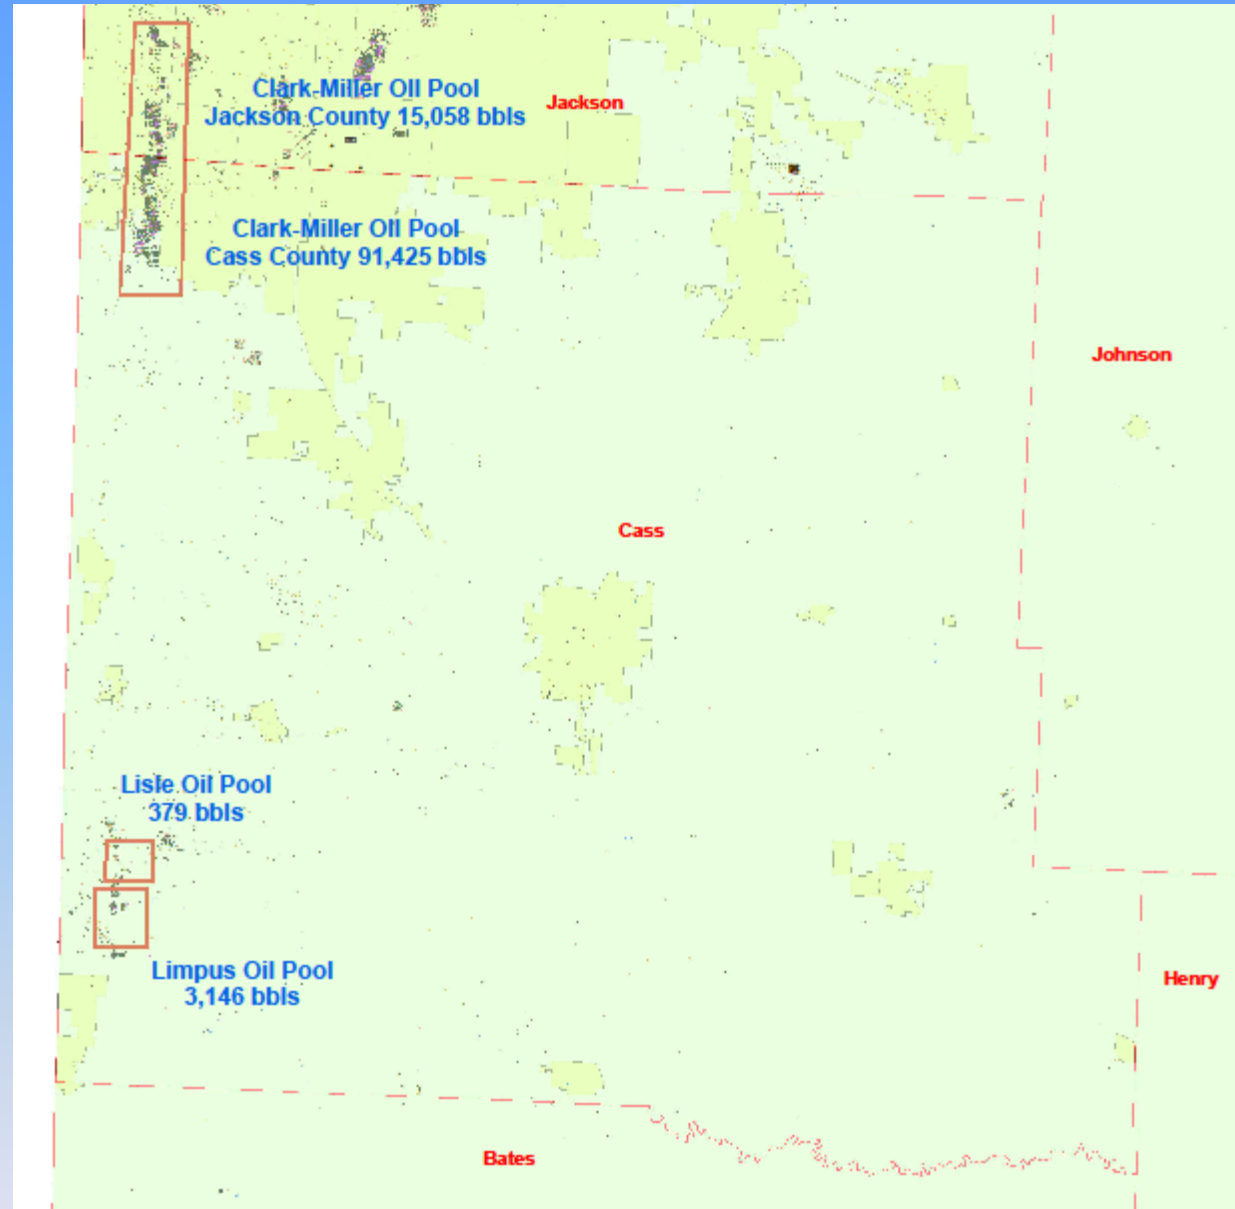 Clark-Miller Oil Pool
Jackson County 15,058 bbls
Jackson
Clark-Miller Oil Pool
Cass County 91,425 bbls
Johnson
Cass
Lisle Oil Pool
379 bbls
Limpus Oil Pool
3,146 bbls
Henry
Bates